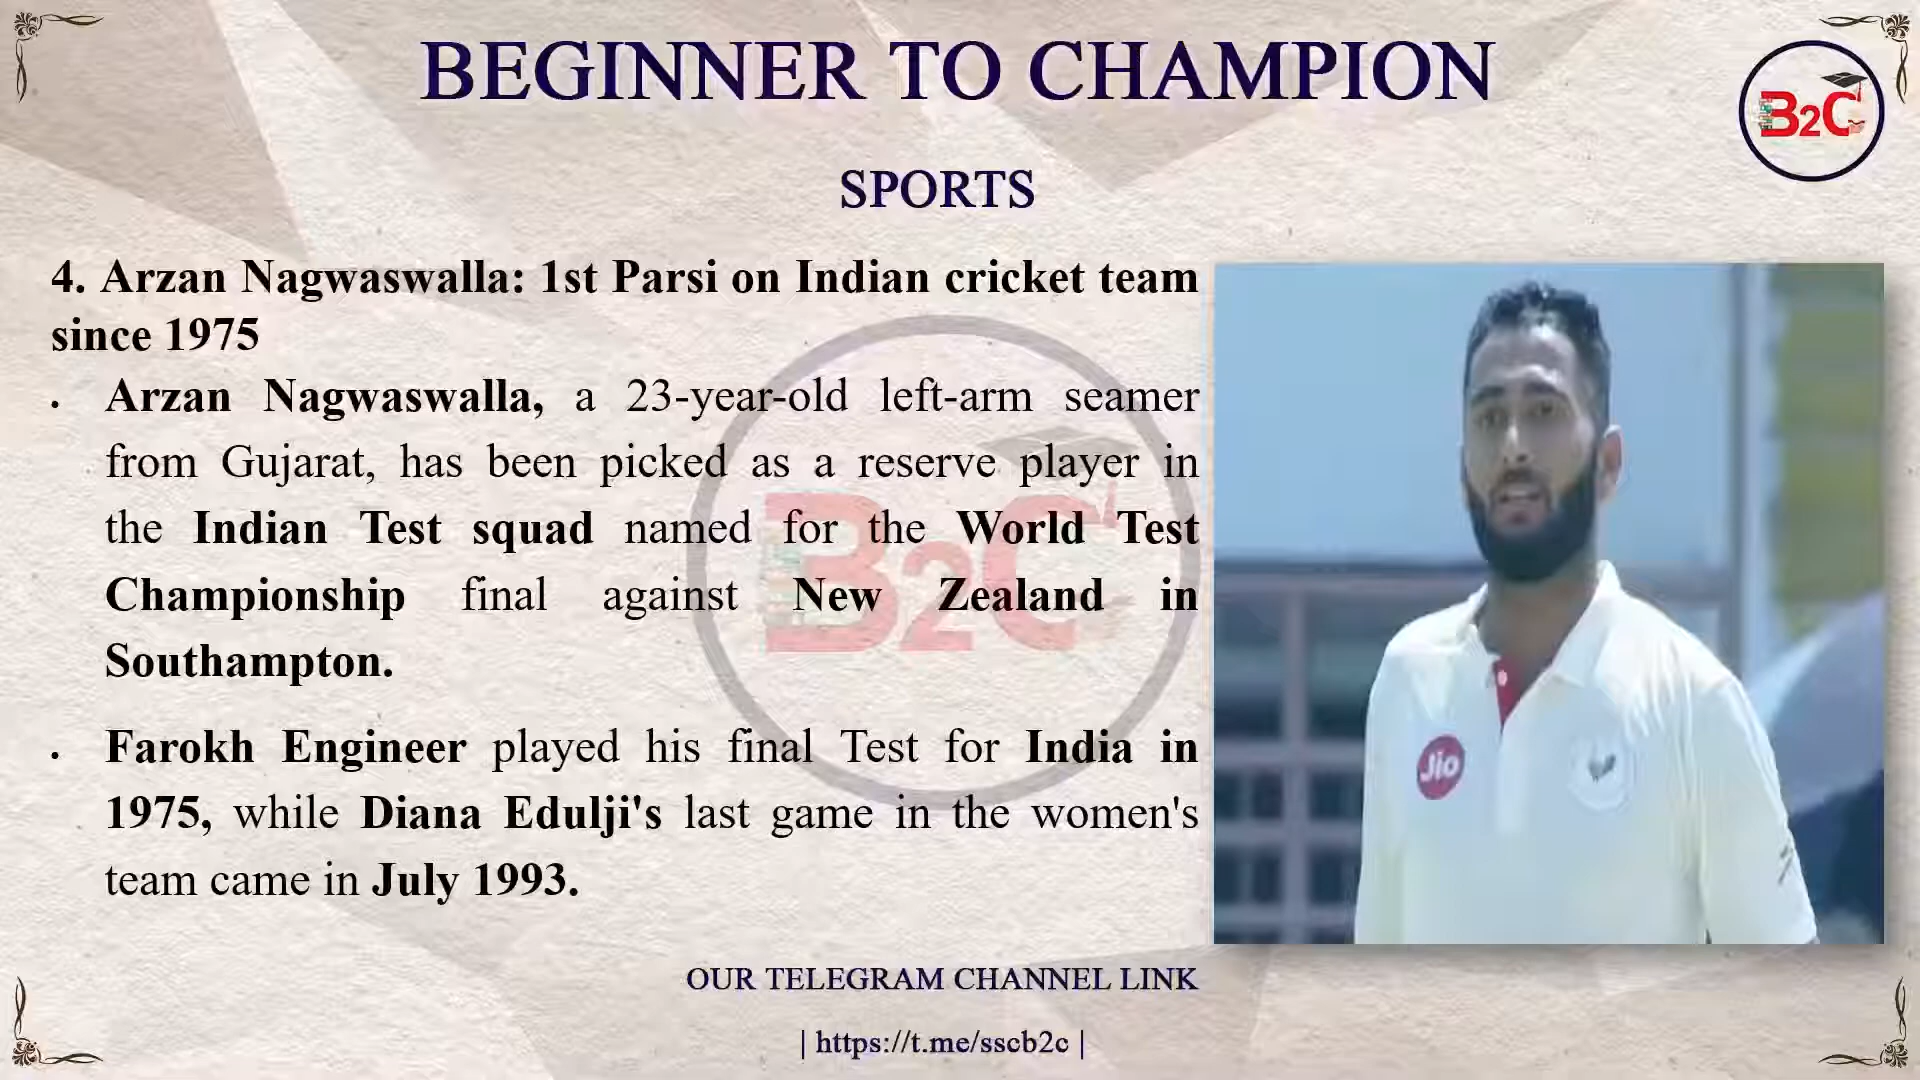 BEGINNER TO CHAMPION
B2C
SPORTS
4. Arzan Nagwaswalla: 1st Parsi on Indian cricket team
since 1975
• Arzan Nagwaswalla, a 23-year-old left-arm seamer
from Gujarat, has been picked as a reserve player in
the Indian Test squad named for the World Test
Championship final against New Zealand in
Southampton.
• Farokh Engineer played his final Test for India in
1975, while Diana Edulji's last game in the women's
team came in July 1993.
B2C
Jio
OUR TELEGRAM CHANNEL LINK
| https://t.me/sscb2c |